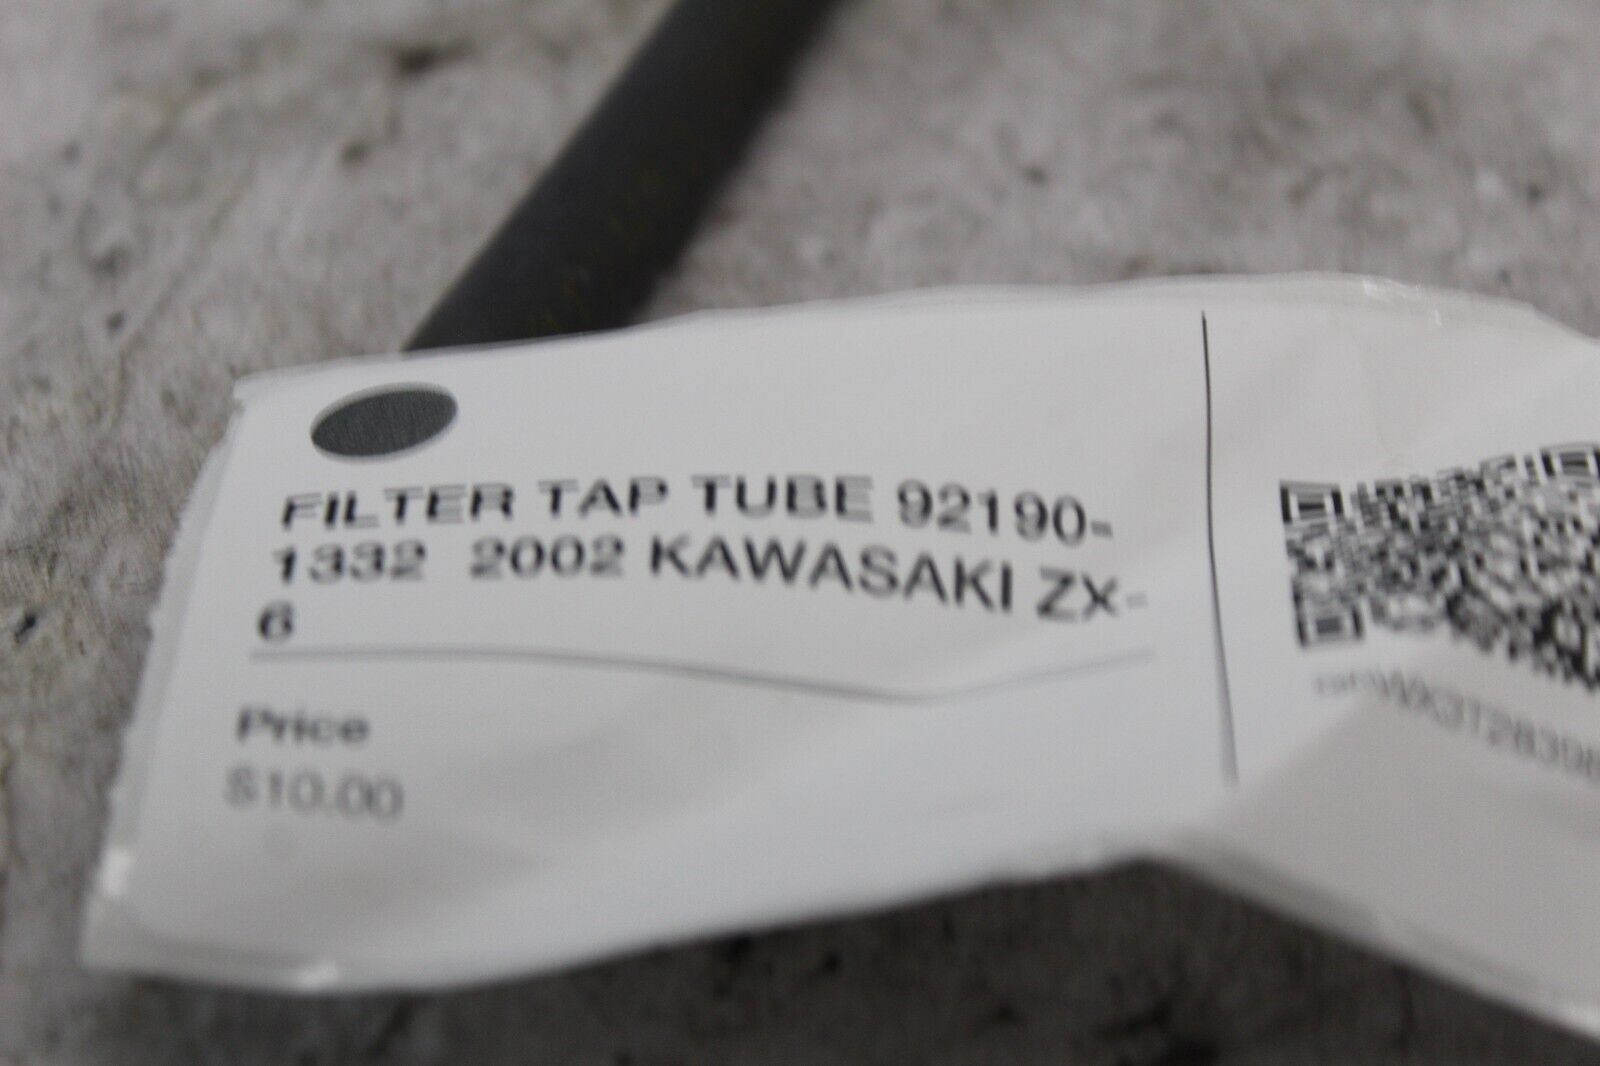 FILTER TAP TUBE 92190-
1332 2002 KAWASAKI ZX-
6
Price
$10.00